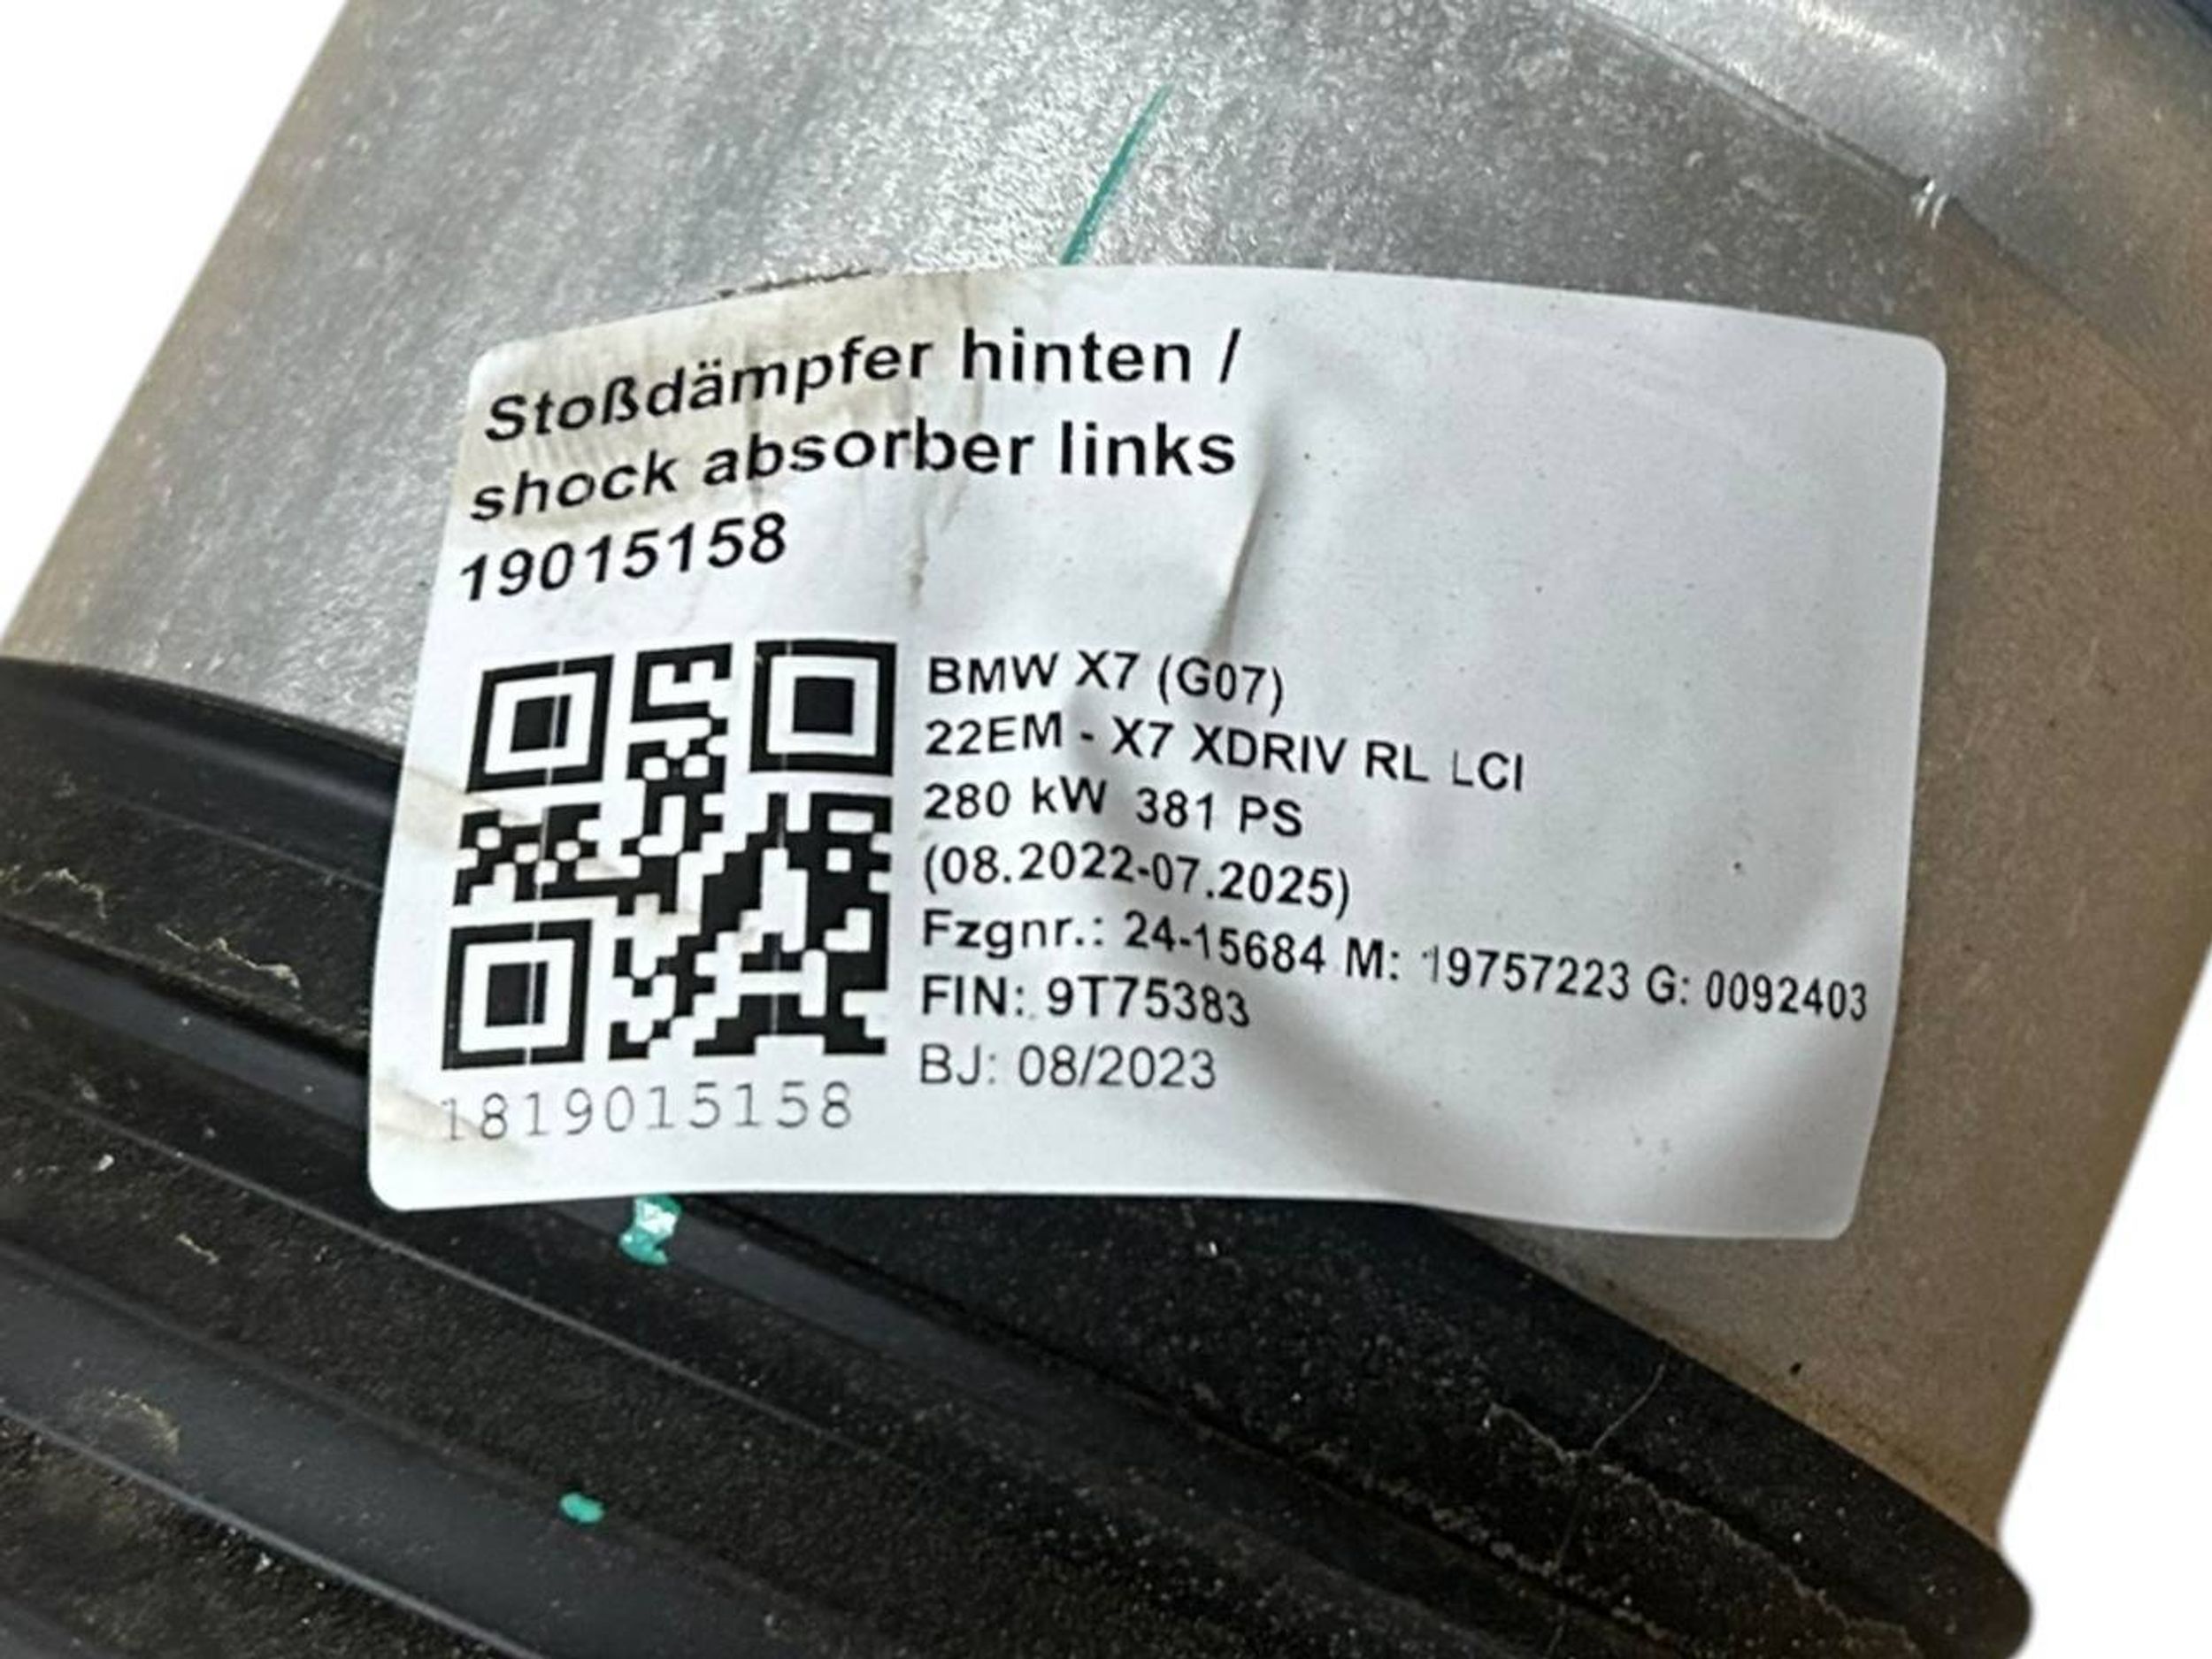 Stoßdämpfer hinten /
shock absorber links
19015158
BMW X7 (G07)
22EM - X7 XDRIV RL LCI
280 kW 381 PS
(08.2022-07.2025)
Fzgnr.: 24-15684 M: 19757223 G: 0092403
FIN: 9T75383
BJ: 08/2023
1819015158